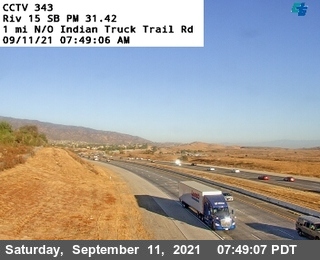 CCTV 343
Riv 15 SB PM 31.42
1 mi N/O Indian Truck Trail Rd
09/11/21 07:49:06 AM
Saturday, September 11, 2021 07:49:07 PDT